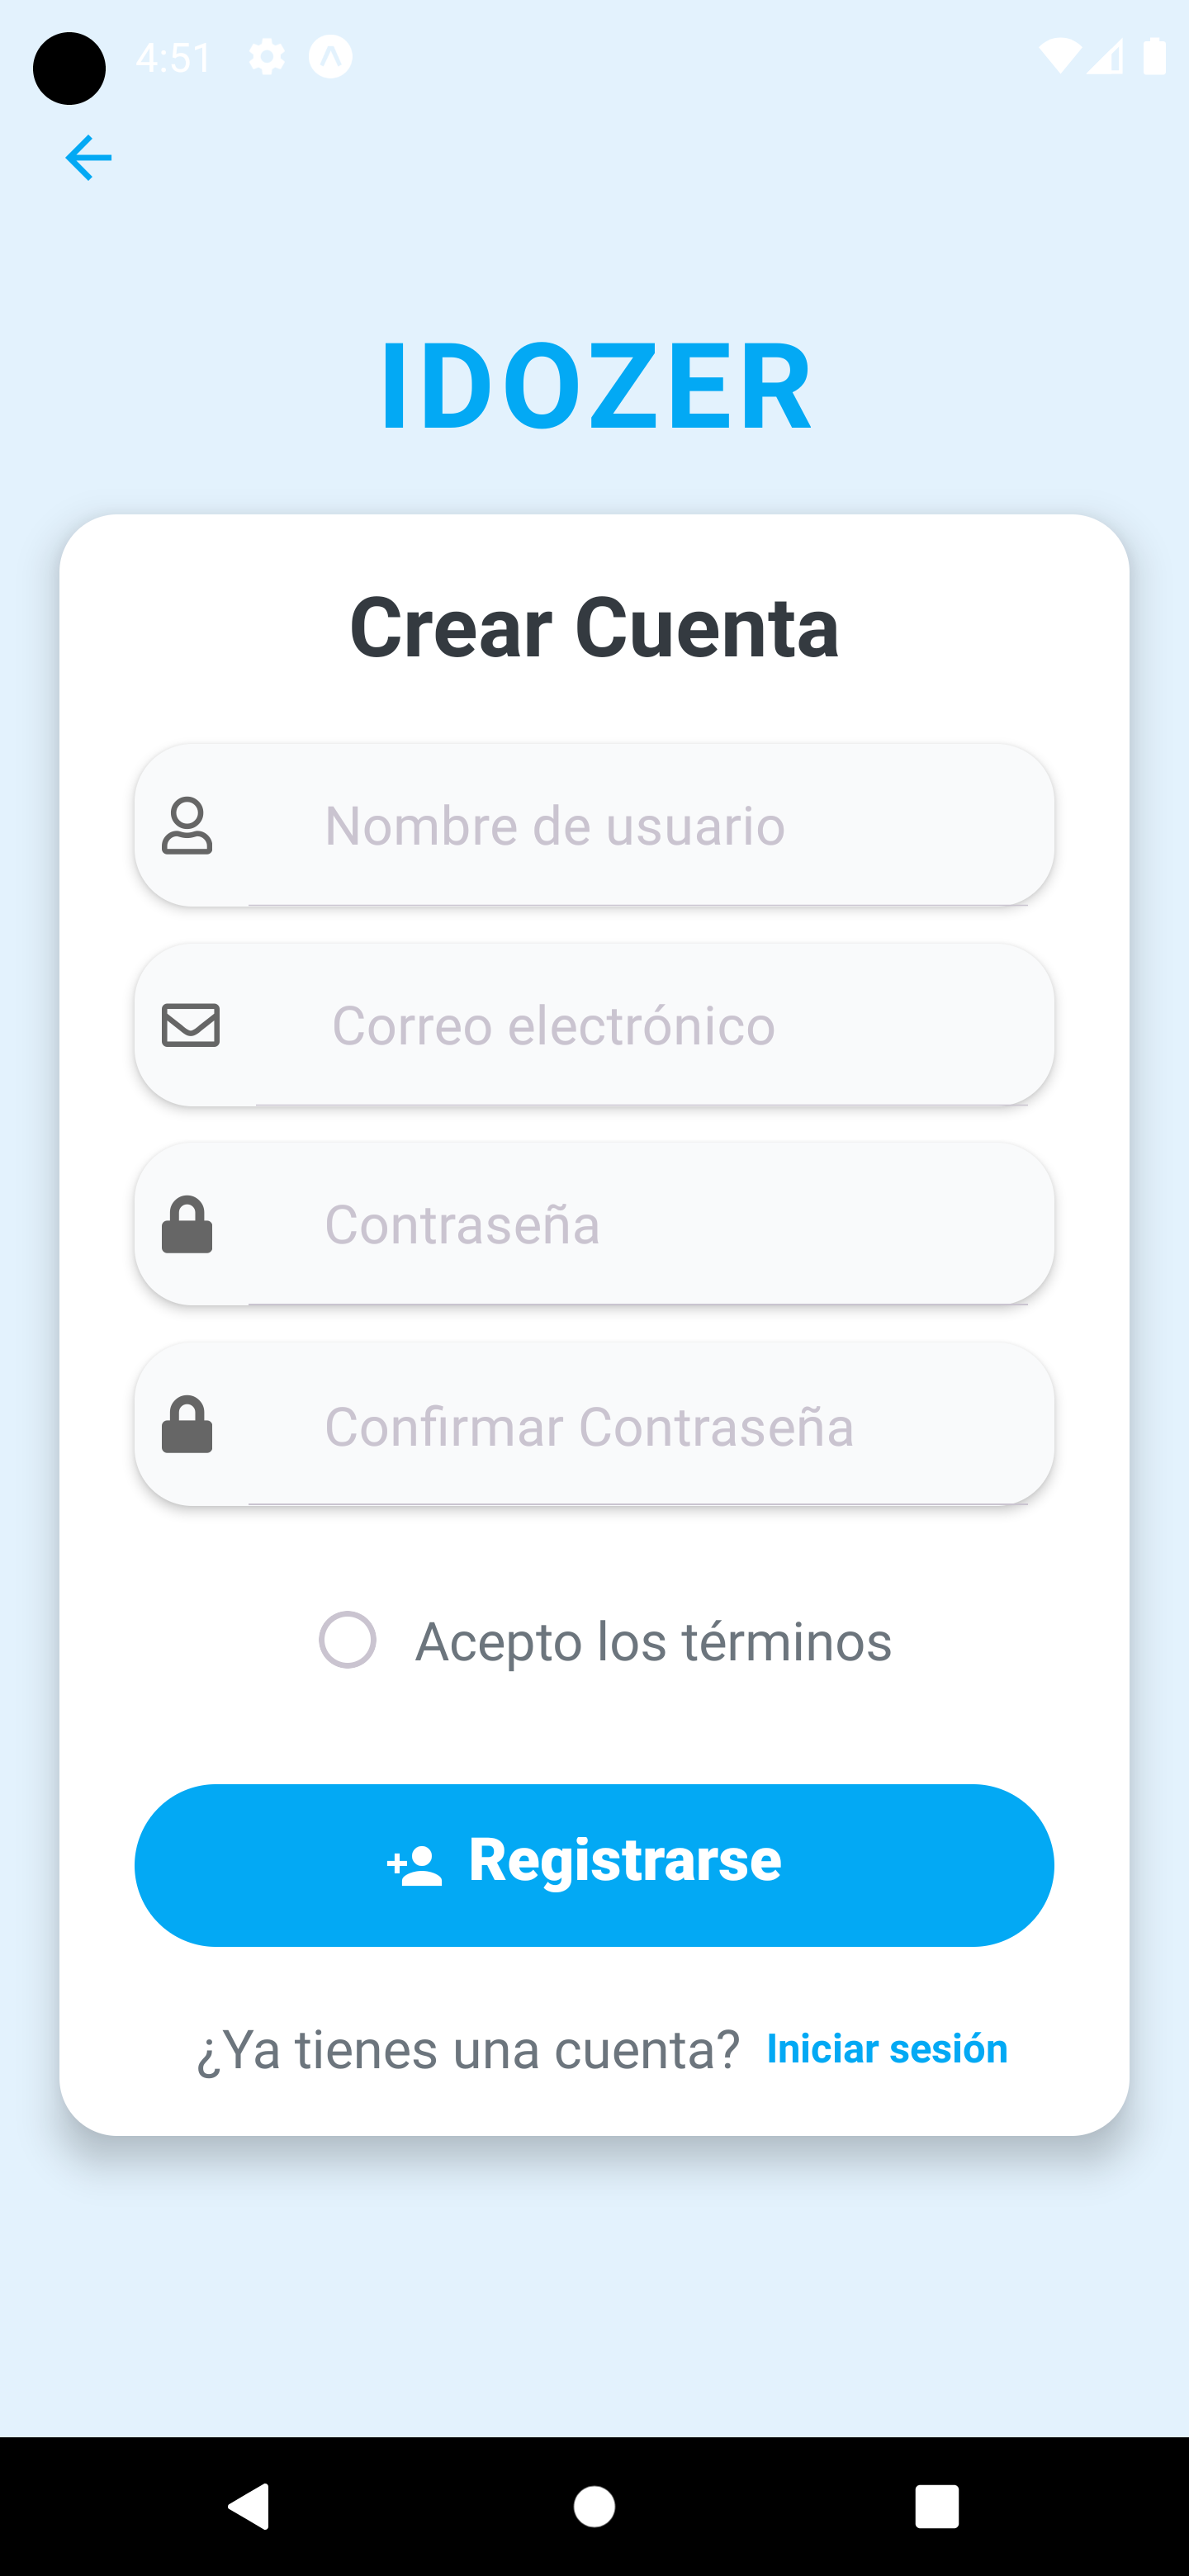 4:51
IDOZER
Crear Cuenta
Nombre de usuario
Correo electrónico
Contraseña
Confirmar Contraseña
Acepto los términos
Registrarse
¿Ya tienes una cuenta? Iniciar sesión